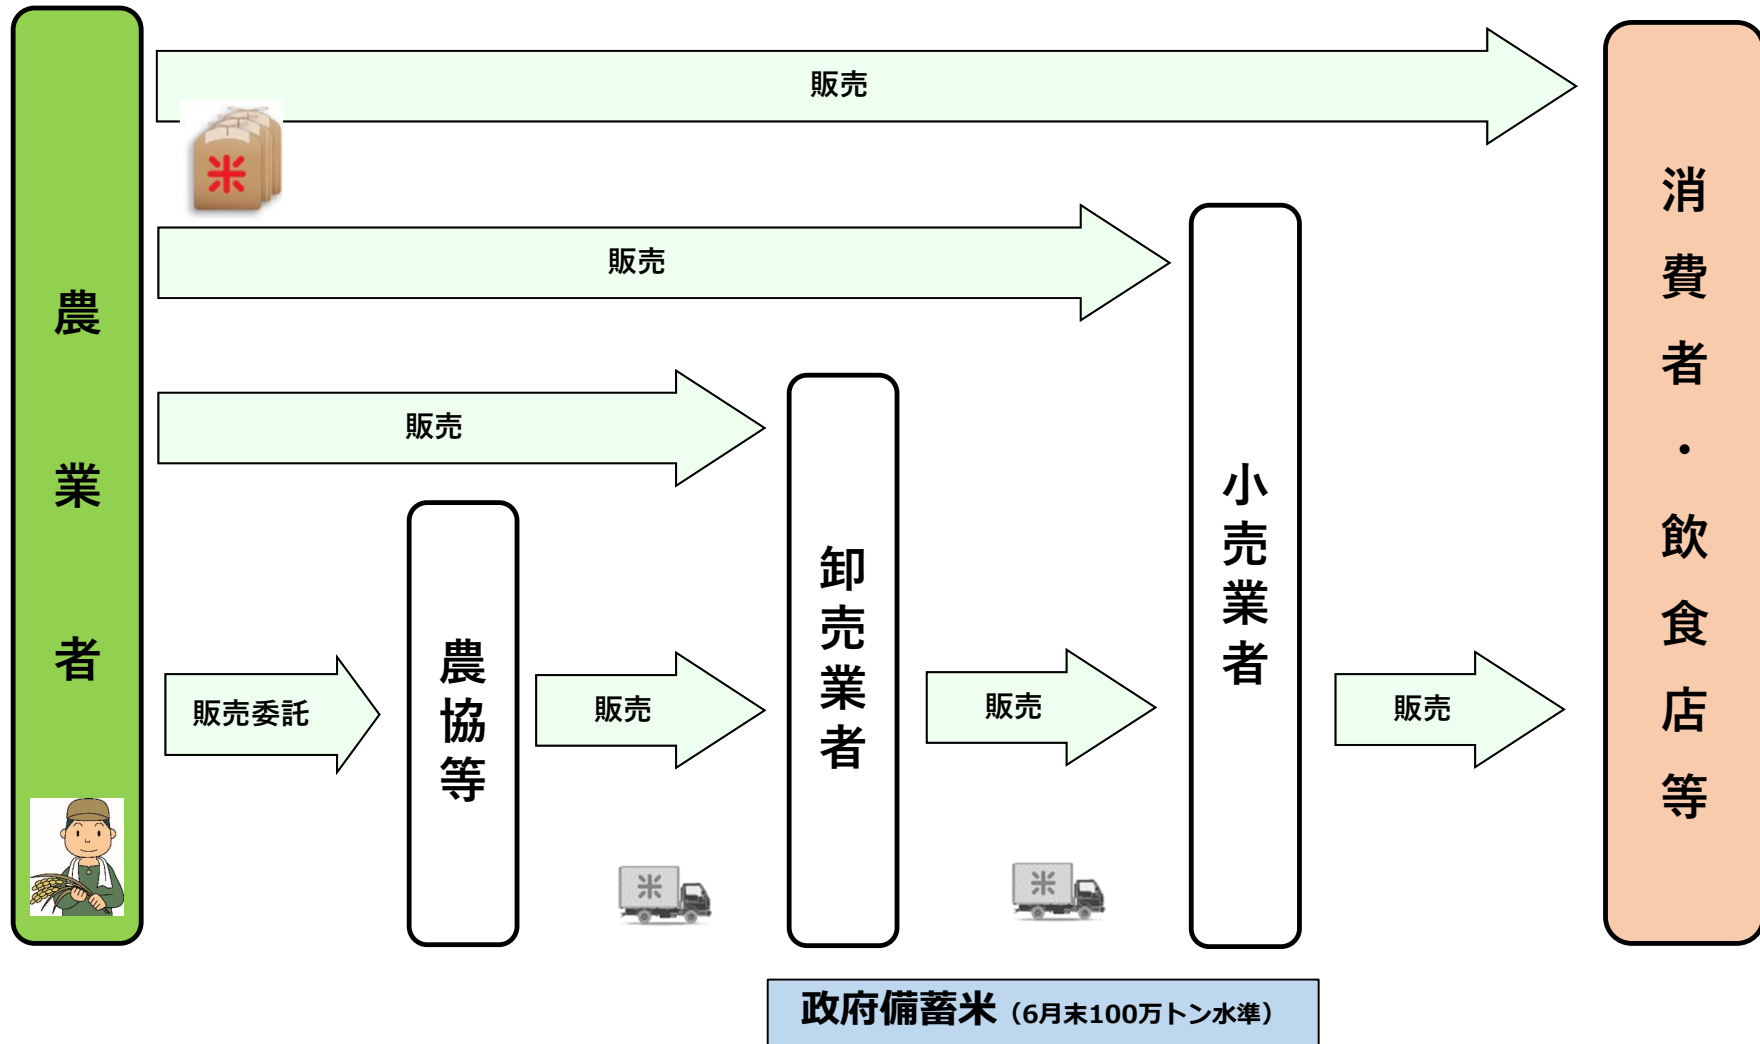 農業者
販売
米
販売
販売
販売委託
農協等
販売
卸売業者
販売
小売業者
販売
消費者・飲食店等
米
米
政府備蓄米（6月末100万トン水準）